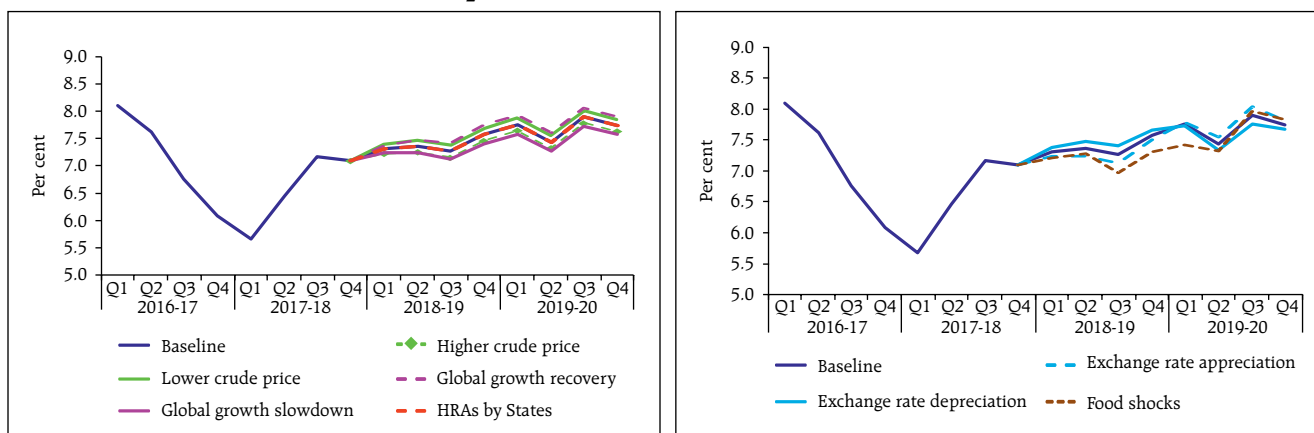 Per cent
9.0
8.5
8.0
7.5
7.0
6.5
6.0
5.5
5.0
Q1 Q2 Q3 Q4 Q1 Q2 Q3 Q4 Q1 Q2 Q3 Q4 Q1 Q2 Q3 Q4
2016-17 2017-18 2018-19 2019-20
Baseline Higher crude price
Lower crude price Global growth recovery
Global growth slowdown HRAs by States
Per cent
9.0
8.5
8.0
7.5
7.0
6.5
6.0
5.5
5.0
Q1 Q2 Q3 Q4 Q1 Q2 Q3 Q4 Q1 Q2 Q3 Q4 Q1 Q2 Q3 Q4
2016-17 2017-18 2018-19 2019-20
Baseline Exchange rate appreciation
Exchange rate depreciation Food shocks